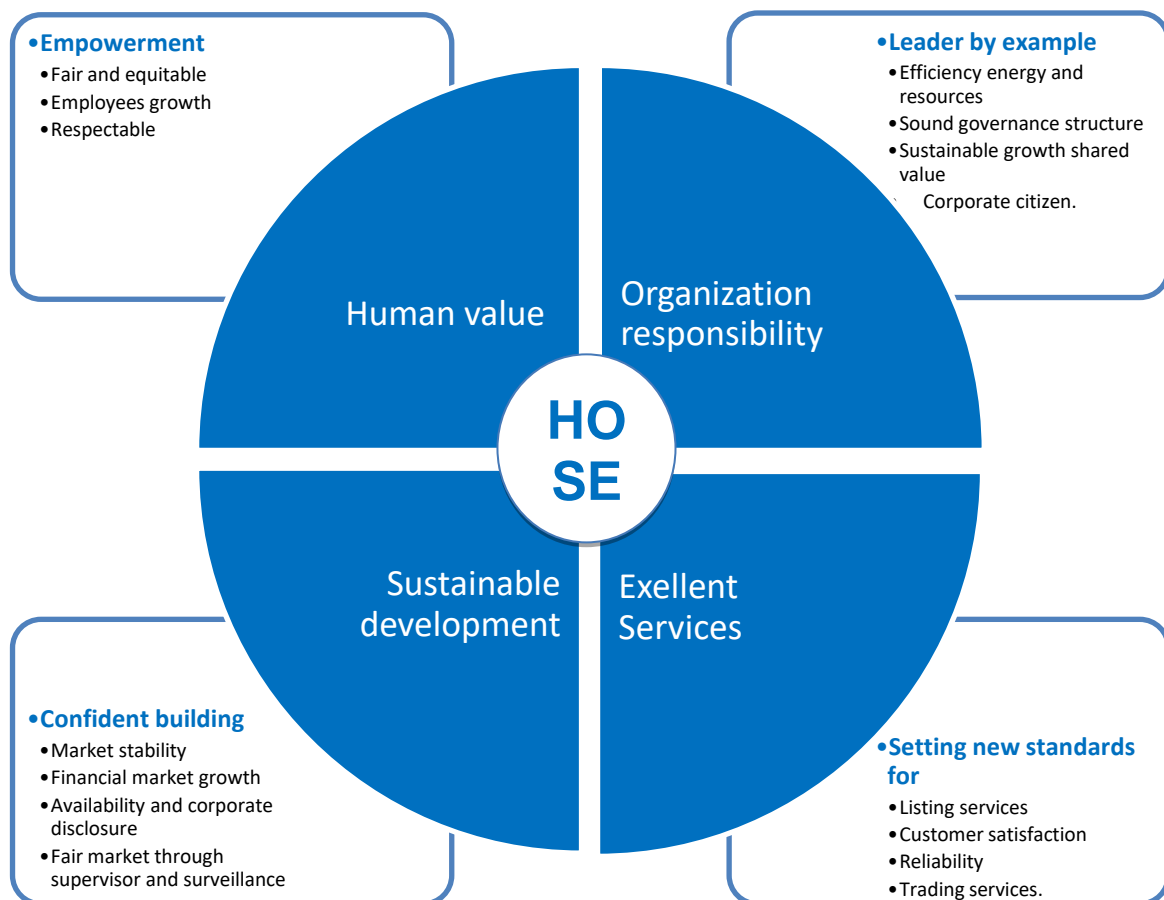 •Empowerment
•Fair and equitable
•Employees growth
•Respectable
•Leader by example
•Efficiency energy and
resources
•Sound governance structure
•Sustainable growth shared
value
Corporate citizen.
Human value
Organization
responsibility
HO
SE
Sustainable
development
Exellent
Services
•Confident building
•Market stability
•Financial market growth
•Availability and corporate
disclosure
•Fair market through
supervisor and surveillance
•Setting new standards
for
•Listing services
•Customer satisfaction
•Reliability
•Trading services.